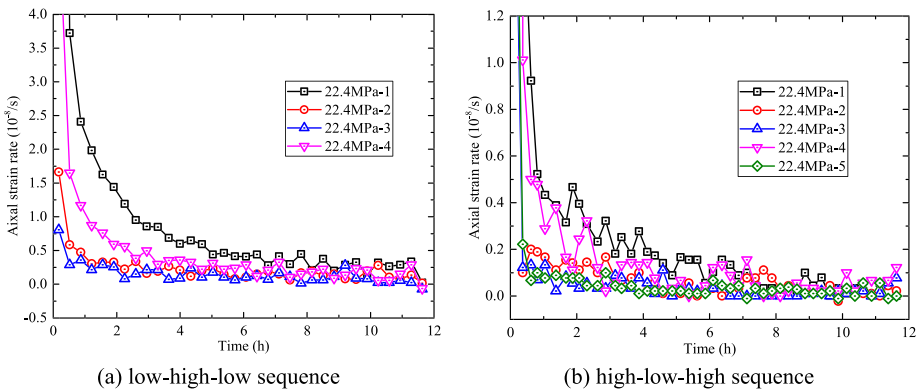 (a)
4.0
3.5
3.0
2.5
2.0
1.5
1.0
0.5
0.0
-0.5
Aixal strain rate (10⁻⁸/s)
22.4MPa-1
22.4MPa-2
22.4MPa-3
22.4MPa-4
0 2 4 6 8 10 12
Time (h)
(a) low-high-low sequence
(b)
1.2
1.0
0.8
0.6
0.4
0.2
0.0
Axial strain rate (10⁻⁸/s)
22.4MPa-1
22.4MPa-2
22.4MPa-3
22.4MPa-4
22.4MPa-5
0 2 4 6 8 10 12
Time (h)
(b) high-low-high sequence